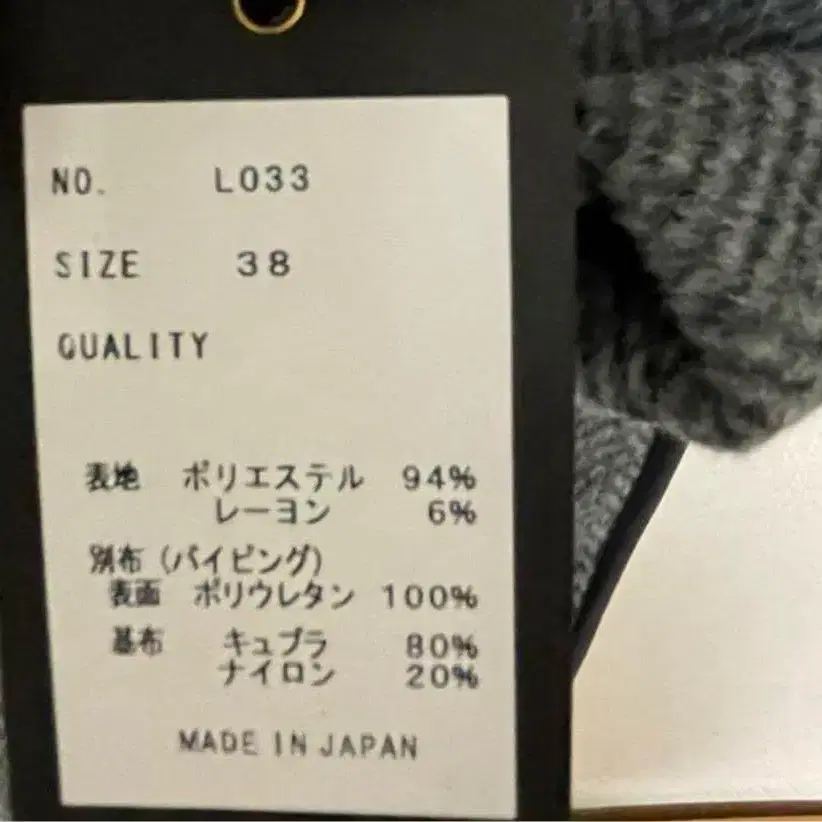 NO. L033
SIZE 38
QUALITY
表地 ポリエステル 94%
レーヨン 6%
別布(パイピング)
表面 ポリウレタン 100%
基布 キュプラ 80%
ナイロン 20%
MADE IN JAPAN